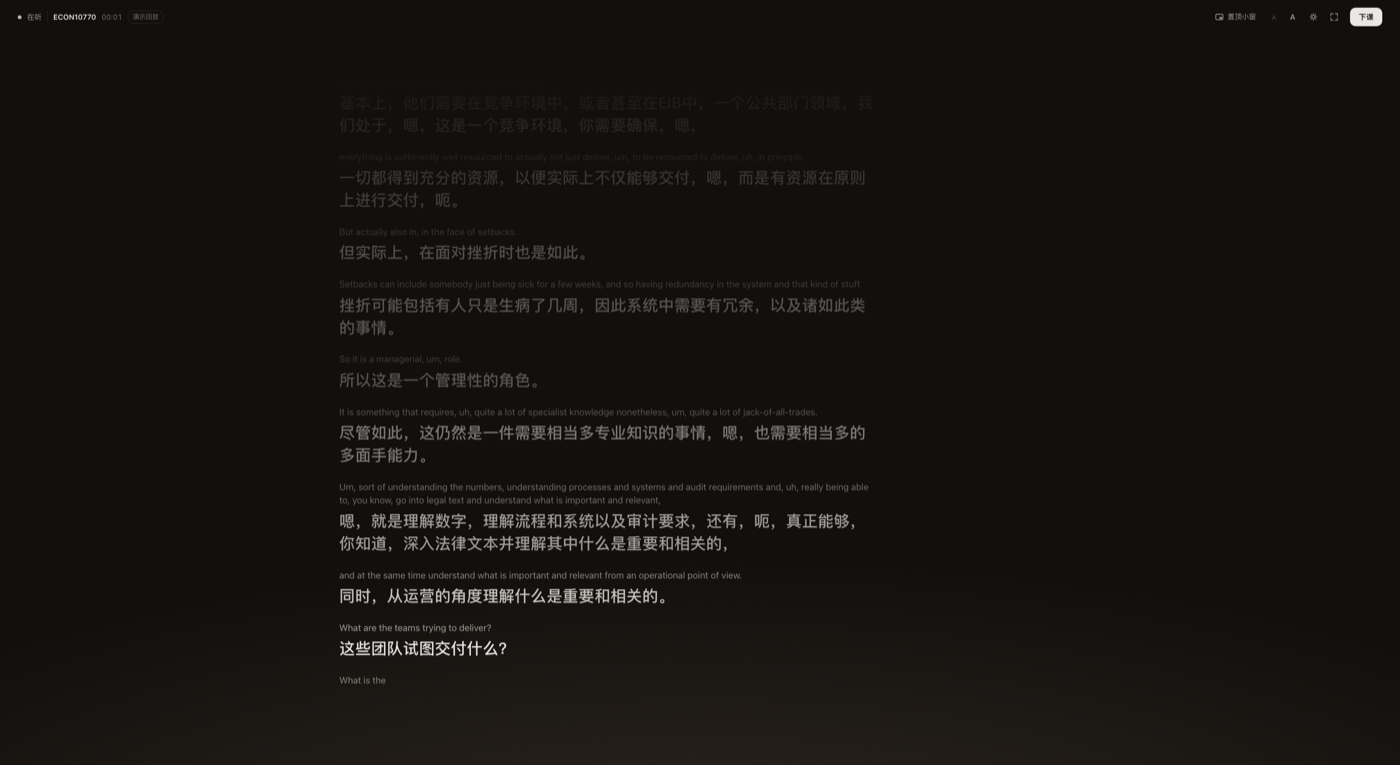 在听 ECON10770 00:01 演示回放
置顶小窗 A A 下课
基本上，他们需要在竞争环境中，或者甚至在EIB中，一个公共部门领域，我
们处于，嗯，这是一个竞争环境，你需要确保，嗯，
everything is sufficiently well resourced to actually not just deliver, um, to be resourced to deliver, uh, in principle.
一切都得到充分的资源，以便实际上不仅能够交付，嗯，而是有资源在原则
上进行交付，呃。
But actually also in, in the face of setbacks.
但实际上，在面对挫折时也是如此。
Setbacks can include somebody just being sick for a few weeks, and so having redundancy in the system and that kind of stuff.
挫折可能包括有人只是生病了几周，因此系统中需要有冗余，以及诸如此类
的事情。
So it is a managerial, um, role.
所以这是一个管理性的角色。
It is something that requires, uh, quite a lot of specialist knowledge nonetheless, um, quite a lot of jack-of-all-trades.
尽管如此，这仍然是一件需要相当多专业知识的事情，嗯，也需要相当多的
多面手能力。
Um, sort of understanding the numbers, understanding processes and systems and audit requirements and, uh, really being able
to, you know, go into legal text and understand what is important and relevant,
嗯，就是理解数字，理解流程和系统以及审计要求，还有，呃，真正能够，
你知道，深入法律文本并理解其中什么是重要和相关的，
and at the same time understand what is important and relevant from an operational point of view.
同时，从运营的角度理解什么是重要和相关的。
What are the teams trying to deliver?
这些团队试图交付什么？
What is the